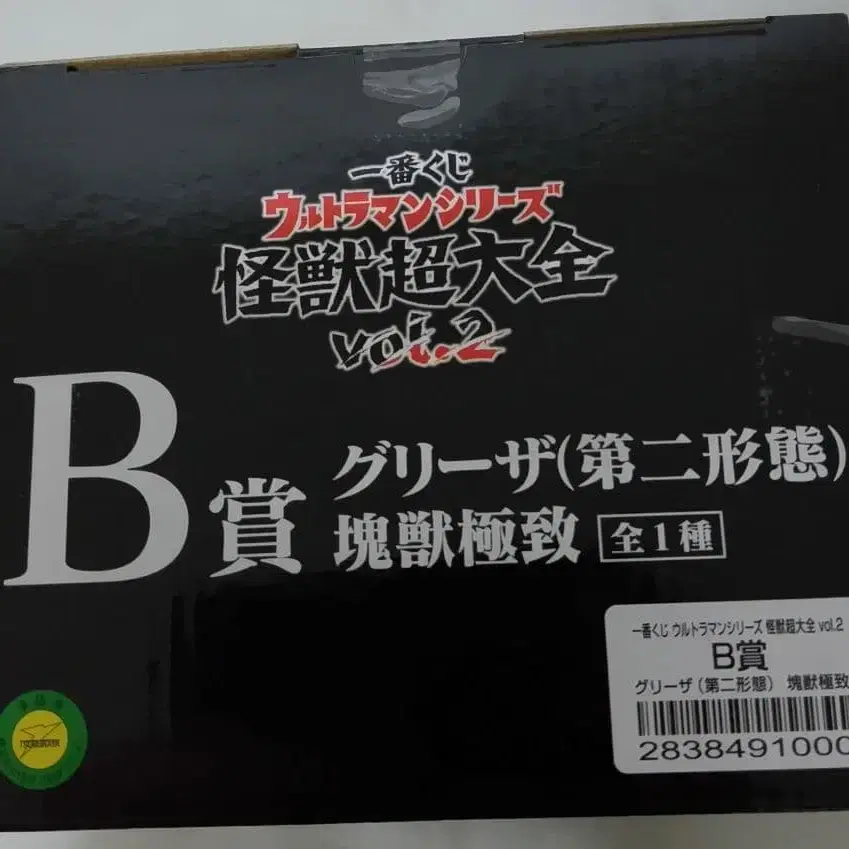 一番くじ
ウルトラマンシリーズ
怪獣超大全
vol.2
B賞
グリーザ(第二形態)
塊獣極致 全1種
一番くじ ウルトラマンシリーズ 怪獣超大全 vol.2
B賞
グリーザ (第二形態) 塊獣極致
28384910000